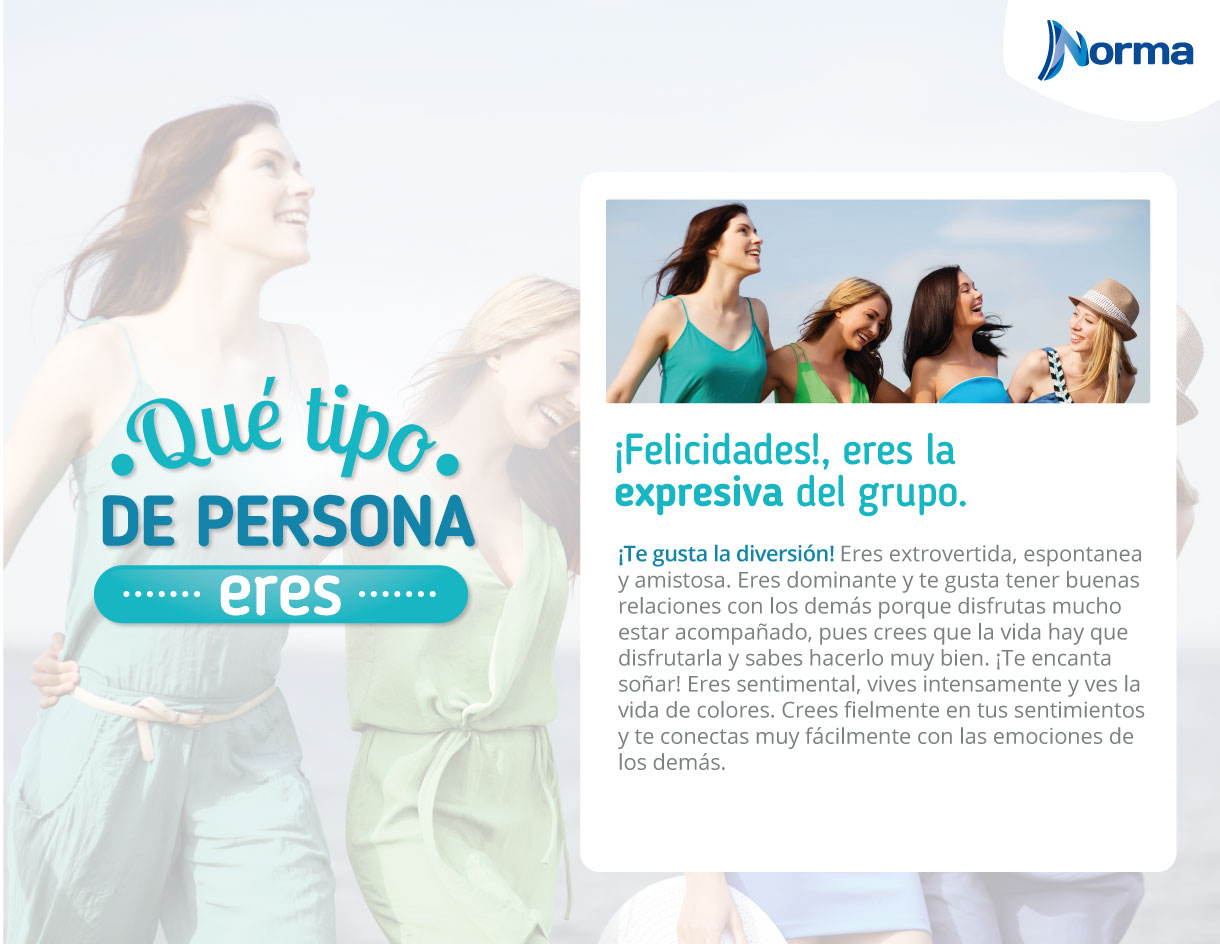 Norma
Qué tipo
DE PERSONA
eres
¡Felicidades!, eres la
expresiva del grupo.
¡Te gusta la diversión! Eres extrovertida, espontanea
y amistosa. Eres dominante y te gusta tener buenas
relaciones con los demás porque disfrutas mucho
estar acompañado, pues crees que la vida hay que
disfrutarla y sabes hacerlo muy bien. ¡Te encanta
soñar! Eres sentimental, vives intensamente y ves la
vida de colores. Crees fielmente en tus sentimientos
y te conectas muy fácilmente con las emociones de
los demás.